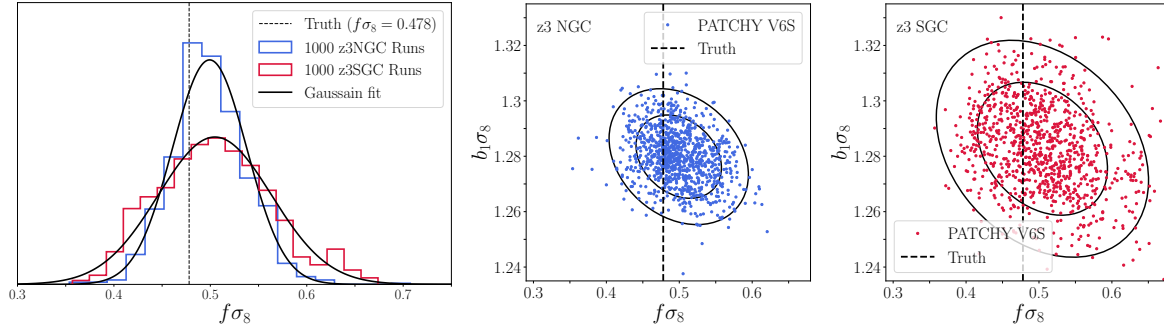 Truth (fσ₈ = 0.478)
1000 z3NGC Runs
1000 z3SGC Runs
Gaussain fit
0.3 0.4 0.5 0.6 0.7
fσ₈
z3 NGC
PATCHY V6S
Truth
1.32
1.3
1.28
1.26
1.24
b₁σ₈
0.3 0.4 0.5 0.6
fσ₈
z3 SGC
PATCHY V6S
Truth
1.32
1.3
1.28
1.26
1.24
b₁σ₈
0.3 0.4 0.5 0.6
fσ₈